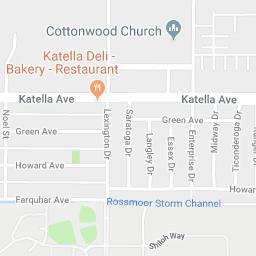 Cottonwood Church
Katella Deli -
Bakery - Restaurant
Katella Ave
Katella Ave
Noel St
Green Ave
Lexington Dr
Saratoga Dr
Green Ave
Langley Dr
Essex Dr
Enterprise Dr
Midway Dr
Ticonderoga Dr
Howard Ave
Howard Ave
Farquhar Ave
Rossmoor Storm Channel
Shiloh Way